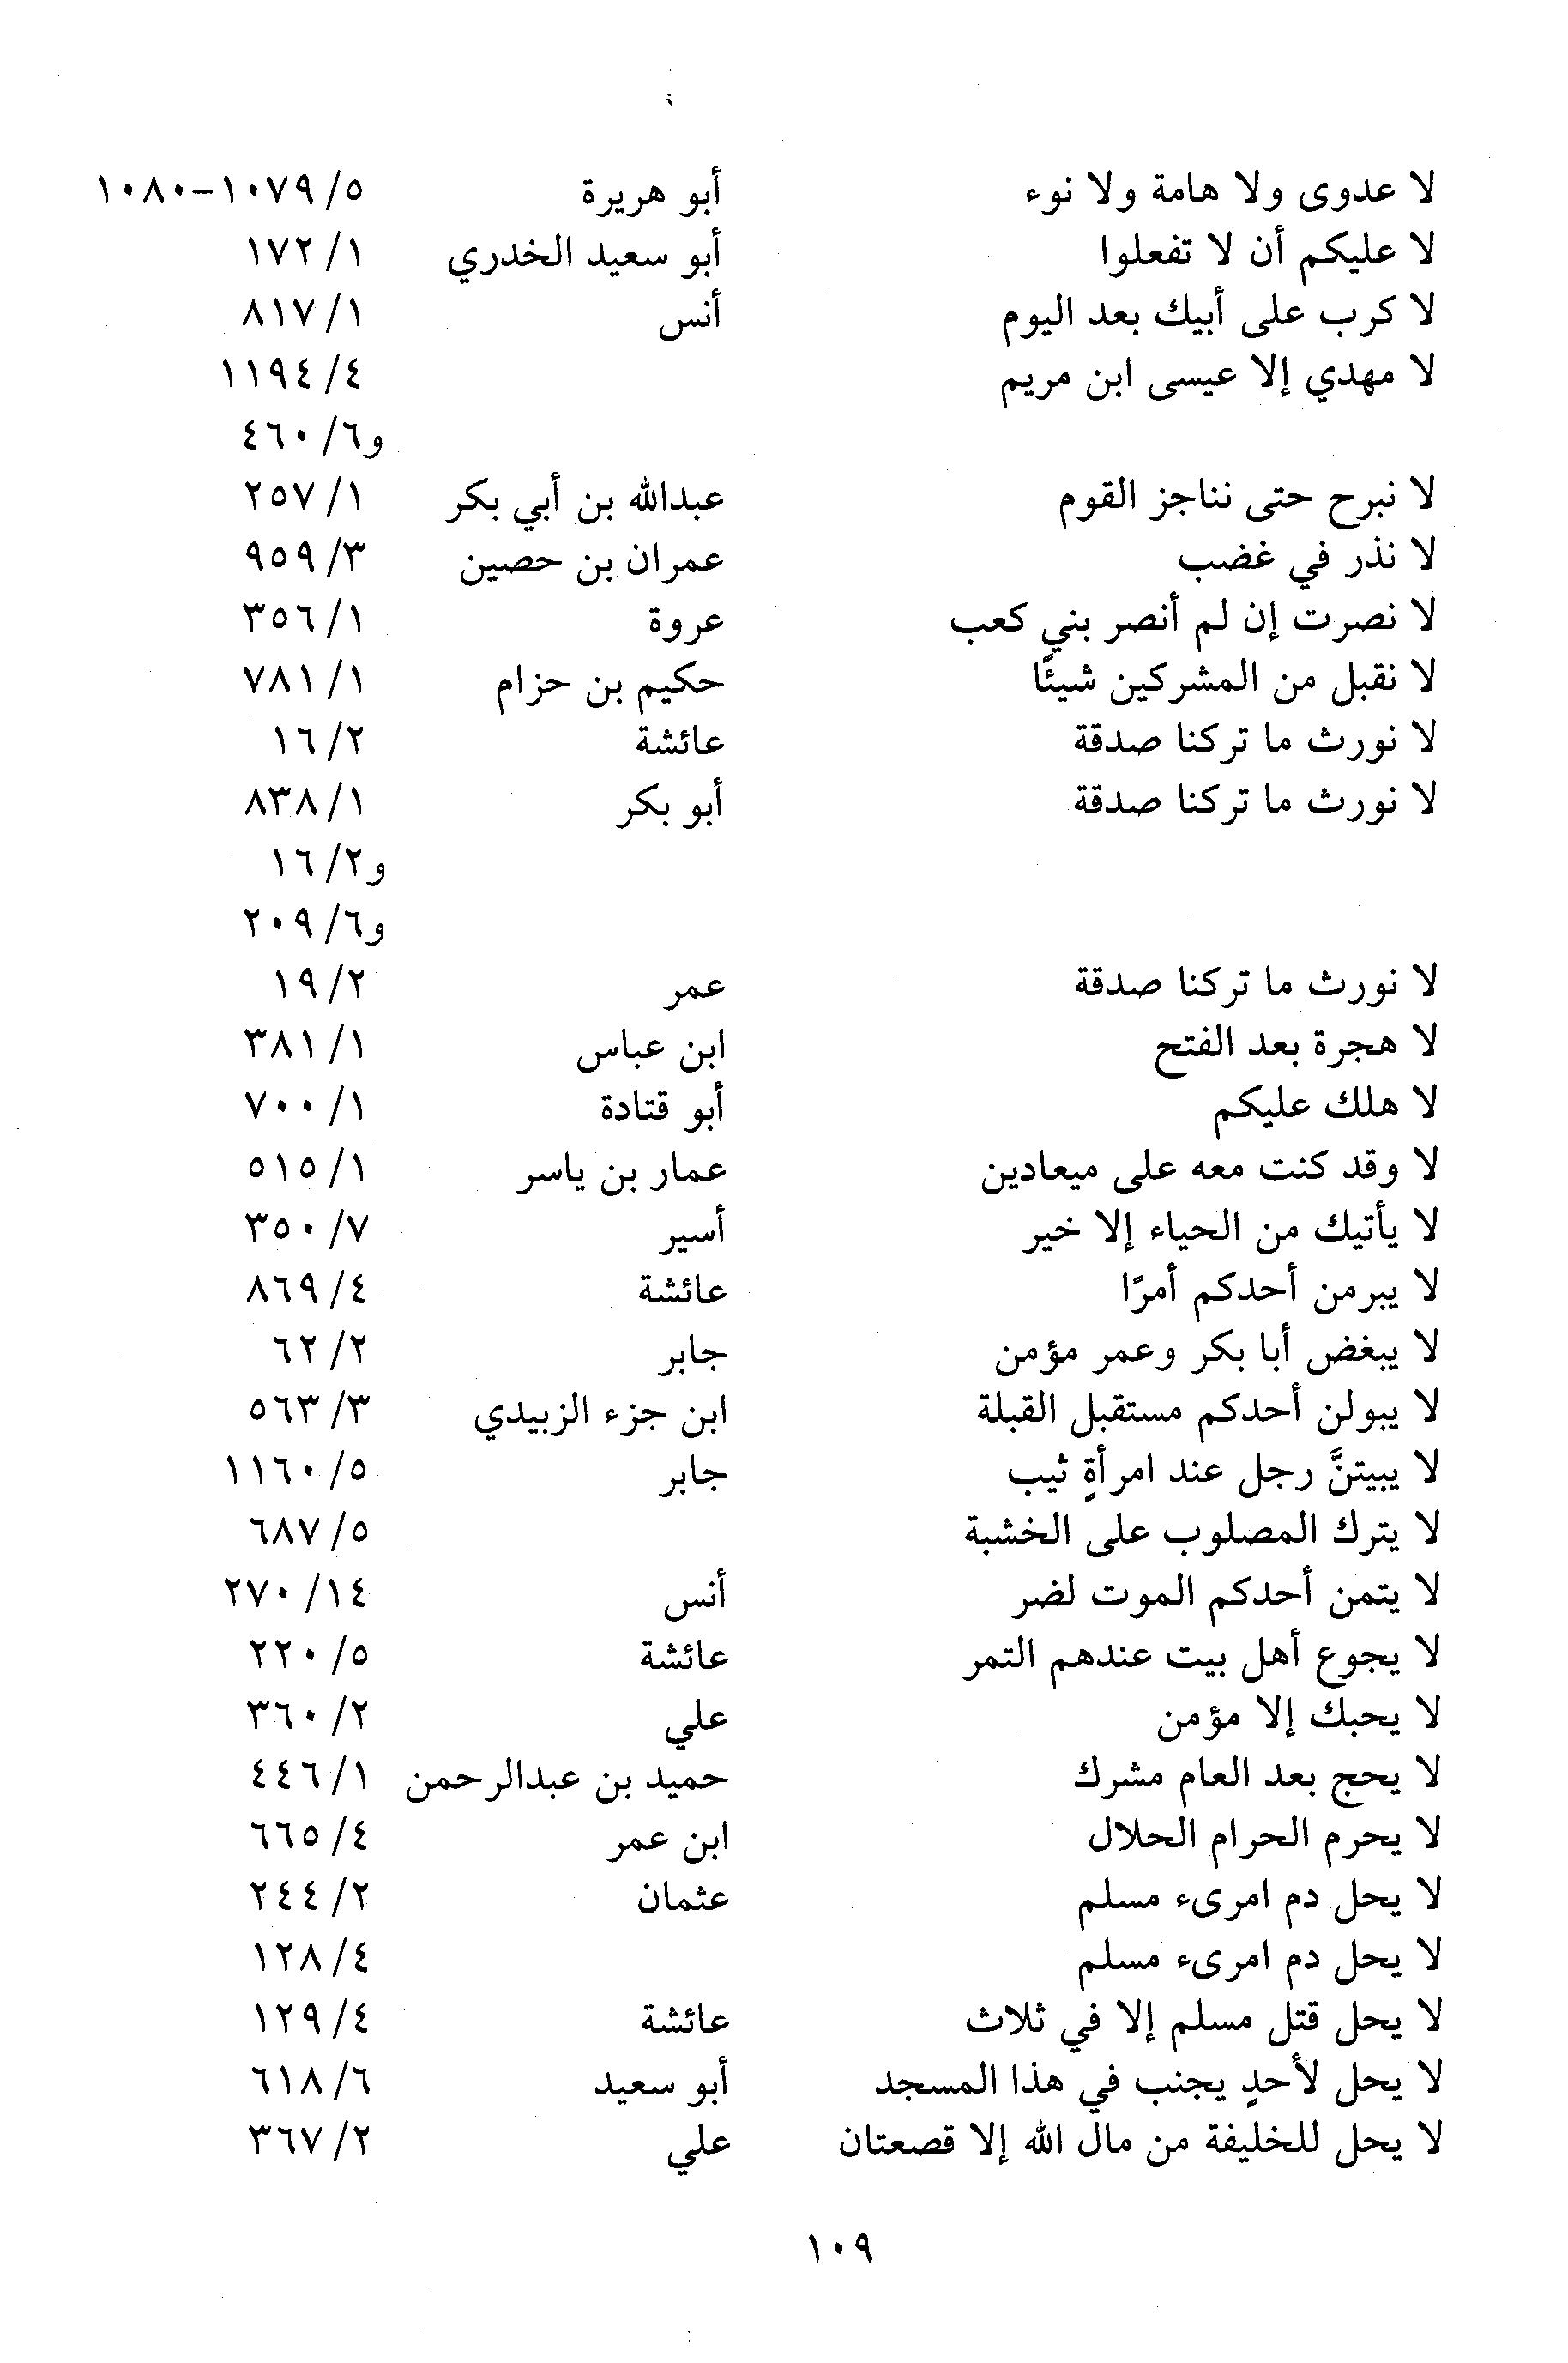 لا عدوى ولا هامة ولا نوء أبو هريرة ٥/ ١٠٧٩-١٠٨٠
لا عليكم أن لا تفعلوا أبو سعيد الخدري ١/ ١٧٢
لا كرب على أبيك بعد اليوم أنس ١/ ٨١٧
لا مهدي إلا عيسى ابن مريم ٤/ ١١٩٤
و٦/ ٤٦٠
لا نبرح حتى نناجز القوم عبدالله بن أبي بكر ١/ ٢٥٧
لا نذر في غضب عمران بن حصين ٣/ ٩٥٩
لا نصرت إن لم أنصر بني كعب عروة ١/ ٣٥٦
لا نقبل من المشركين شيئًا حكيم بن حزام ١/ ٧٨١
لا نورث ما تركنا صدقة عائشة ٢/ ١٦
لا نورث ما تركنا صدقة أبو بكر ١/ ٨٣٨
و٢/ ١٦
و٦/ ٢٠٩
لا نورث ما تركنا صدقة عمر ٢/ ١٩
لا هجرة بعد الفتح ابن عباس ١/ ٣٨١
لا هلك عليكم أبو قتادة ١/ ٧٠٠
لا وقد كنت معه على ميعادين عمار بن ياسر ١/ ٥١٥
لا يأتيك من الحياء إلا خير أسير ٧/ ٣٥٠
لا يبرمن أحدكم أمرًا عائشة ٤/ ٨٦٩
لا يبغض أبا بكر وعمر مؤمن جابر ٢/ ٦٢
لا يبولن أحدكم مستقبل القبلة ابن جزء الزبيدي ٣/ ٥٦٣
لا يبيتنَّ رجل عند امرأةٍ ثيب جابر ٥/ ١١٦٠
لا يترك المصلوب على الخشبة ٥/ ٦٨٧
لا يتمن أحدكم الموت لضر أنس ١٤/ ٢٧٠
لا يجوع أهل بيت عندهم التمر عائشة ٥/ ٢٢٠
لا يحبك إلا مؤمن علي ٢/ ٣٦٠
لا يحج بعد العام مشرك حميد بن عبدالرحمن ١/ ٤٤٦
لا يحرم الحرام الحلال ابن عمر ٤/ ٦٦٥
لا يحل دم امرىء مسلم عثمان ٢/ ٢٤٤
لا يحل دم امرىء مسلم ٤/ ١٢٨
لا يحل قتل مسلم إلا في ثلاث عائشة ٤/ ١٢٩
لا يحل لأحدٍ يجنب في هذا المسجد أبو سعيد ٦/ ٦١٨
لا يحل للخليفة من مال الله إلا قصعتان علي ٢/ ٣٦٧
١٠٩